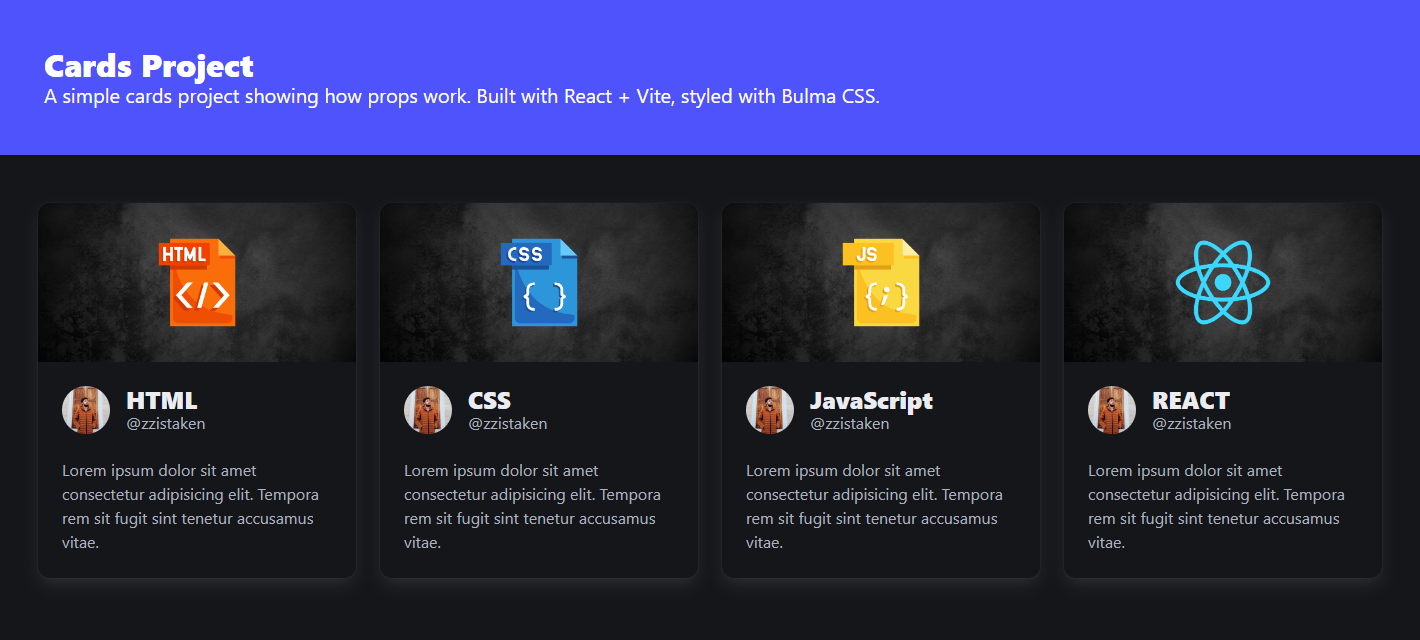 Cards Project
A simple cards project showing how props work. Built with React + Vite, styled with Bulma CSS.
HTML
</>
HTML
@zzistaken
Lorem ipsum dolor sit amet
consectetur adipisicing elit. Tempora
rem sit fugit sint tenetur accusamus
vitae.
CSS
{ }
CSS
@zzistaken
Lorem ipsum dolor sit amet
consectetur adipisicing elit. Tempora
rem sit fugit sint tenetur accusamus
vitae.
JS
{;}
JavaScript
@zzistaken
Lorem ipsum dolor sit amet
consectetur adipisicing elit. Tempora
rem sit fugit sint tenetur accusamus
vitae.
REACT
@zzistaken
Lorem ipsum dolor sit amet
consectetur adipisicing elit. Tempora
rem sit fugit sint tenetur accusamus
vitae.